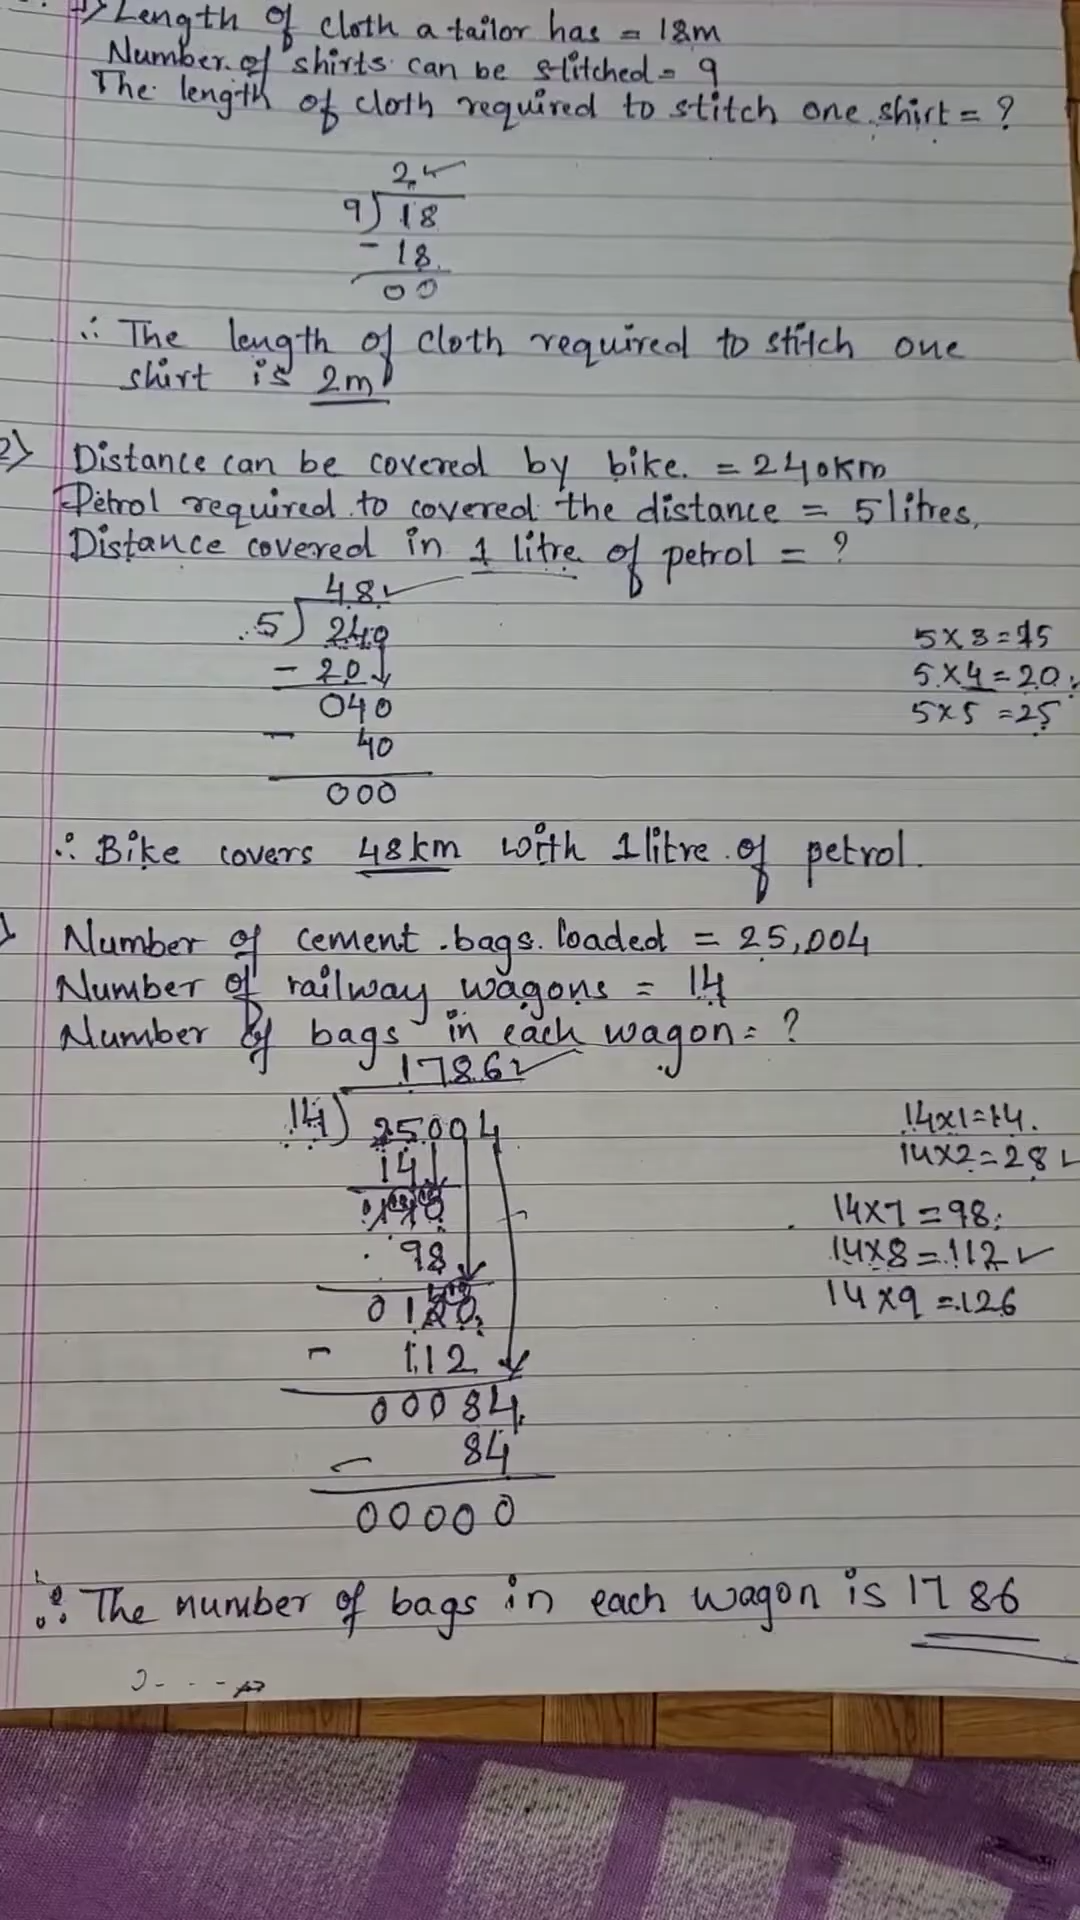 1) Length of cloth a tailor has = 18m
Number of shirts can be stitched = 9
The length of cloth required to stitch one shirt = ?
2
9) 18
- 18
00
∴ The length of cloth required to stitch one
shirt is 2m
2) Distance can be covered by bike = 240km
Petrol required to covered the distance = 5 litres,
Distance covered in 1 litre of petrol = ?
48
5) 240
5×3=15
- 20
5×4=20
040
5×5=25
- 40
000
∴ Bike covers 48km with 1 litre of petrol.
Number of cement bags loaded = 25,004
Number of railway wagons = 14
Number of bags in each wagon = ?
1786
14) 25004
14×1=14
14
14×2=28
14×7=98
98
14×8=112
0120
14×9=126
- 112
00084
- 84
00000
∴ The number of bags in each wagon is 1786